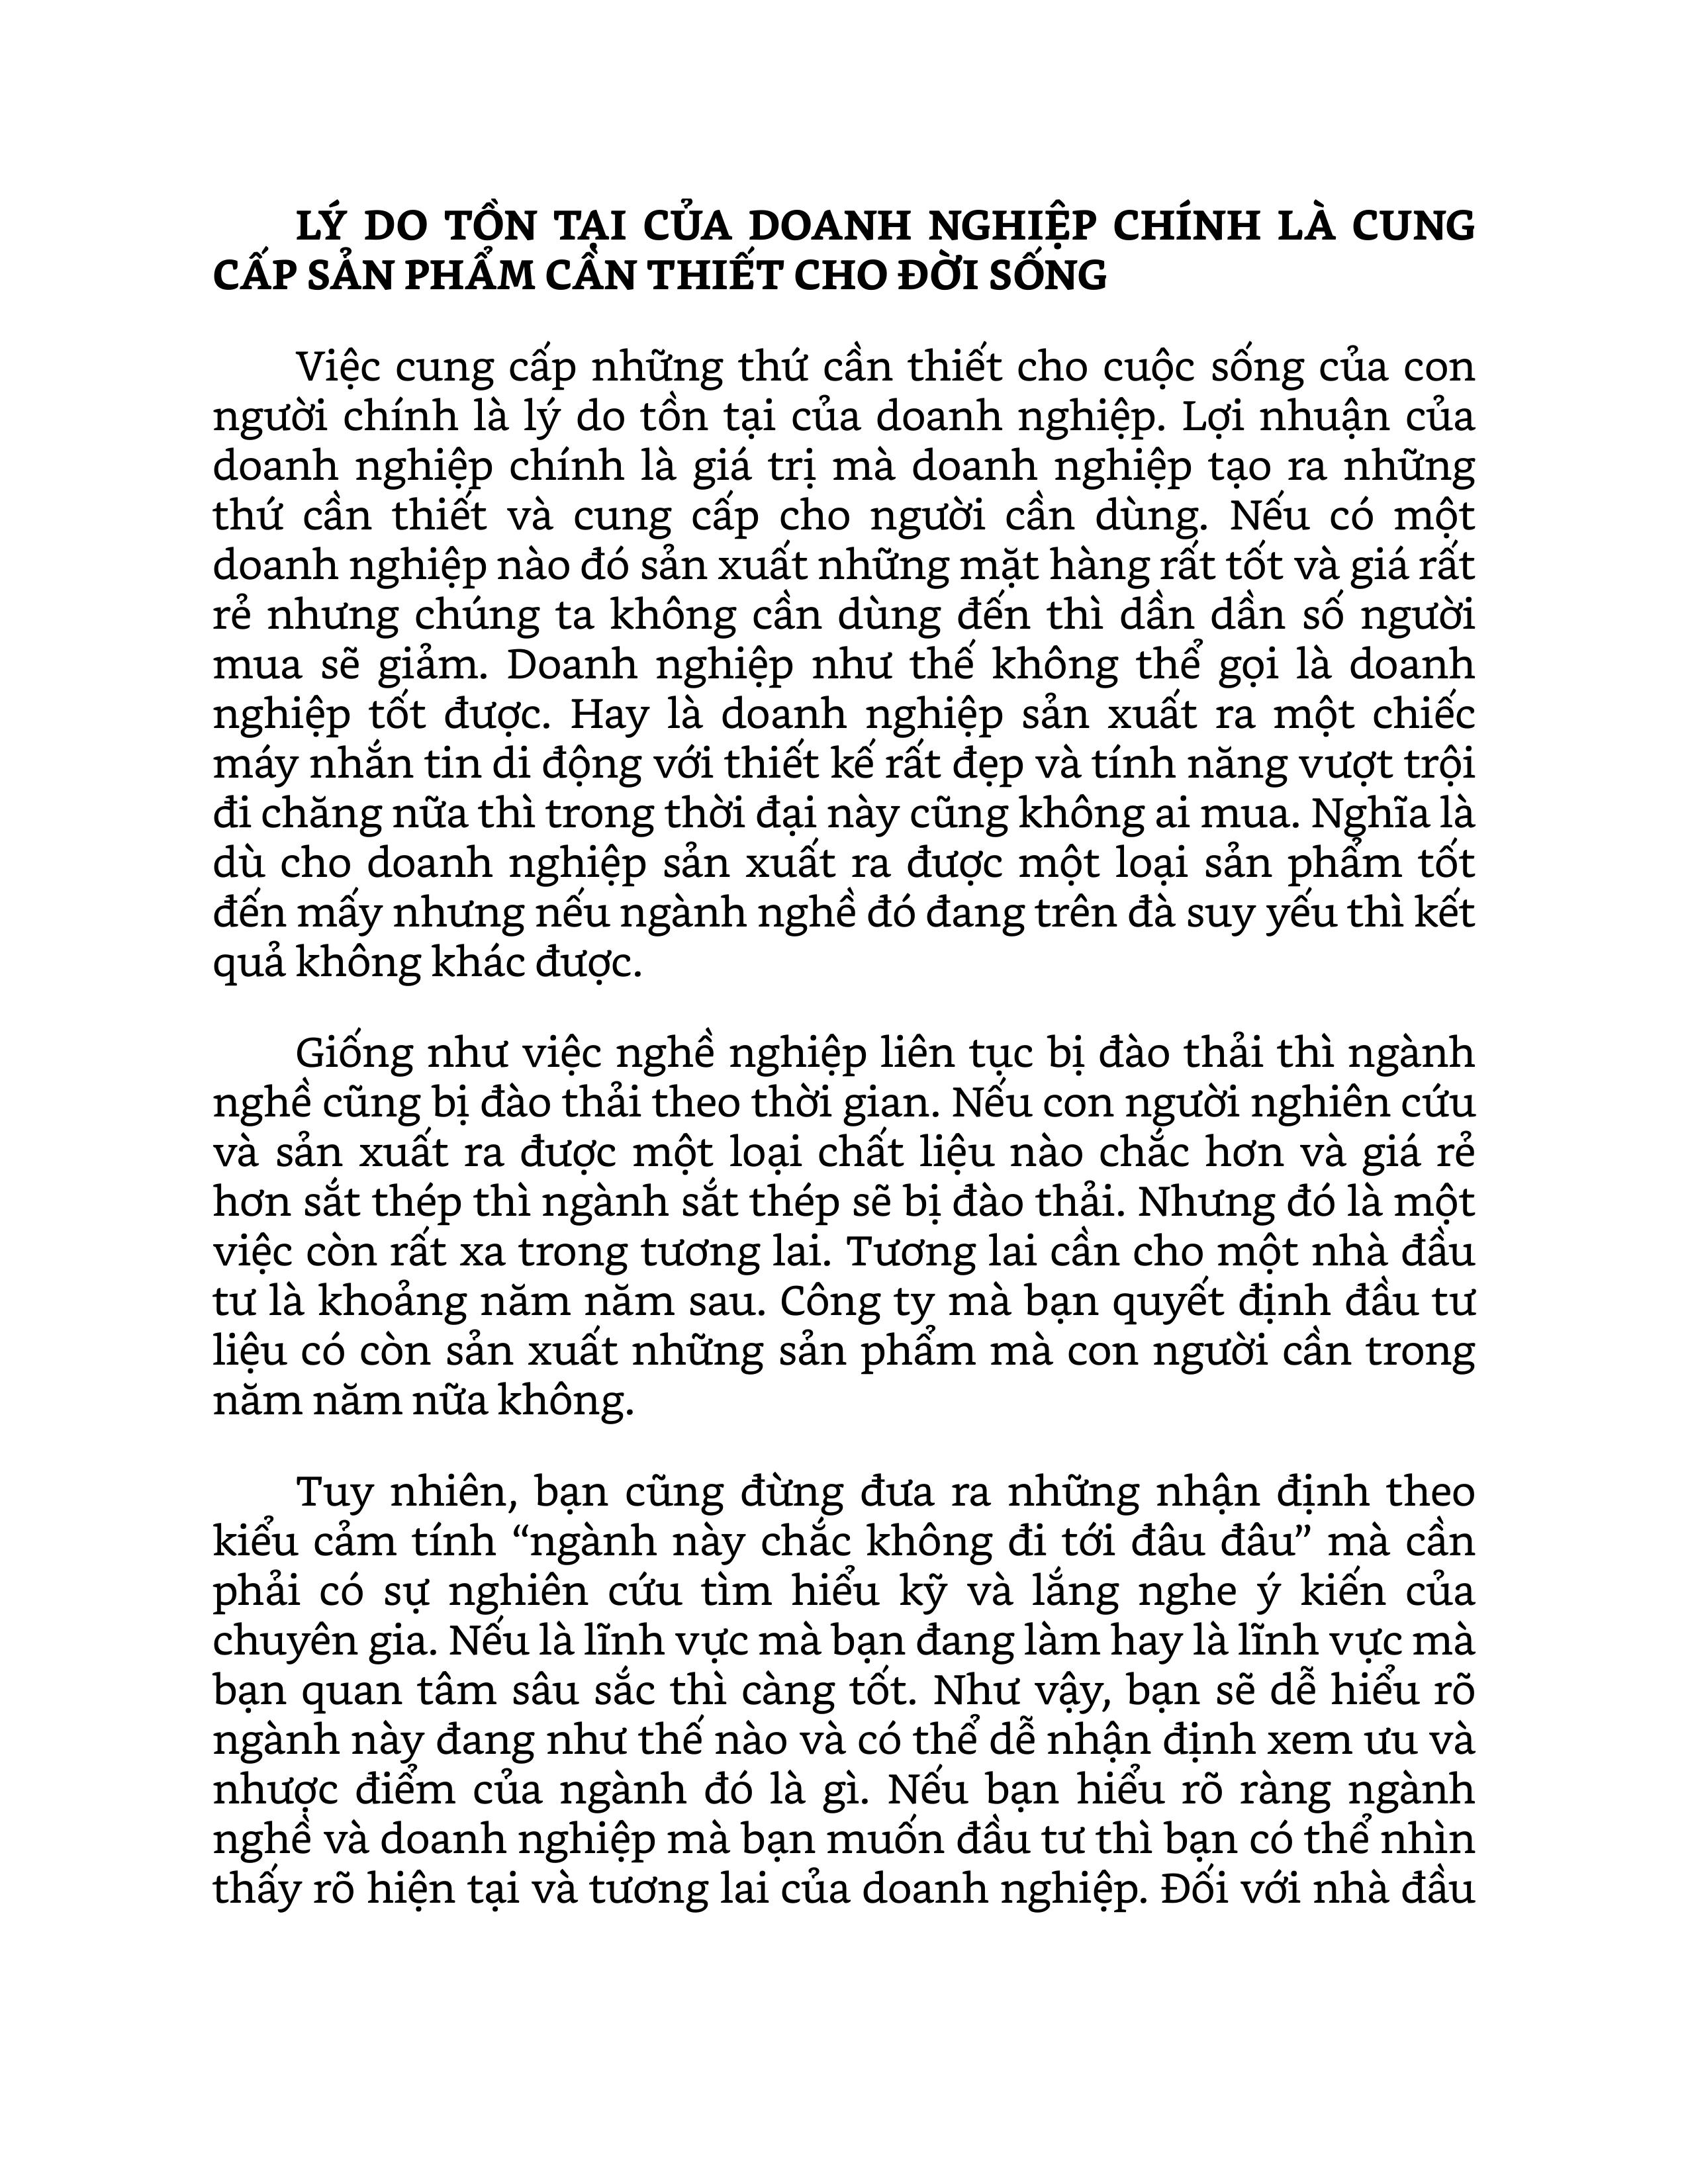 LÝ DO TỒN TẠI CỦA DOANH NGHIỆP CHÍNH LÀ CUNG
CẤP SẢN PHẨM CẦN THIẾT CHO ĐỜI SỐNG
Việc cung cấp những thứ cần thiết cho cuộc sống của con
người chính là lý do tồn tại của doanh nghiệp. Lợi nhuận của
doanh nghiệp chính là giá trị mà doanh nghiệp tạo ra những
thứ cần thiết và cung cấp cho người cần dùng. Nếu có một
doanh nghiệp nào đó sản xuất những mặt hàng rất tốt và giá rất
rẻ nhưng chúng ta không cần dùng đến thì dần dần số người
mua sẽ giảm. Doanh nghiệp như thế không thể gọi là doanh
nghiệp tốt được. Hay là doanh nghiệp sản xuất ra một chiếc
máy nhắn tin di động với thiết kế rất đẹp và tính năng vượt trội
đi chăng nữa thì trong thời đại này cũng không ai mua. Nghĩa là
dù cho doanh nghiệp sản xuất ra được một loại sản phẩm tốt
đến mấy nhưng nếu ngành nghề đó đang trên đà suy yếu thì kết
quả không khác được.
Giống như việc nghề nghiệp liên tục bị đào thải thì ngành
nghề cũng bị đào thải theo thời gian. Nếu con người nghiên cứu
và sản xuất ra được một loại chất liệu nào chắc hơn và giá rẻ
hơn sắt thép thì ngành sắt thép sẽ bị đào thải. Nhưng đó là một
việc còn rất xa trong tương lai. Tương lai cần cho một nhà đầu
tư là khoảng năm năm sau. Công ty mà bạn quyết định đầu tư
liệu có còn sản xuất những sản phẩm mà con người cần trong
năm năm nữa không.
Tuy nhiên, bạn cũng đừng đưa ra những nhận định theo
kiểu cảm tính “ngành này chắc không đi tới đâu đâu” mà cần
phải có sự nghiên cứu tìm hiểu kỹ và lắng nghe ý kiến của
chuyên gia. Nếu là lĩnh vực mà bạn đang làm hay là lĩnh vực mà
bạn quan tâm sâu sắc thì càng tốt. Như vậy, bạn sẽ dễ hiểu rõ
ngành này đang như thế nào và có thể dễ nhận định xem ưu và
nhược điểm của ngành đó là gì. Nếu bạn hiểu rõ ràng ngành
nghề và doanh nghiệp mà bạn muốn đầu tư thì bạn có thể nhìn
thấy rõ hiện tại và tương lai của doanh nghiệp. Đối với nhà đầu